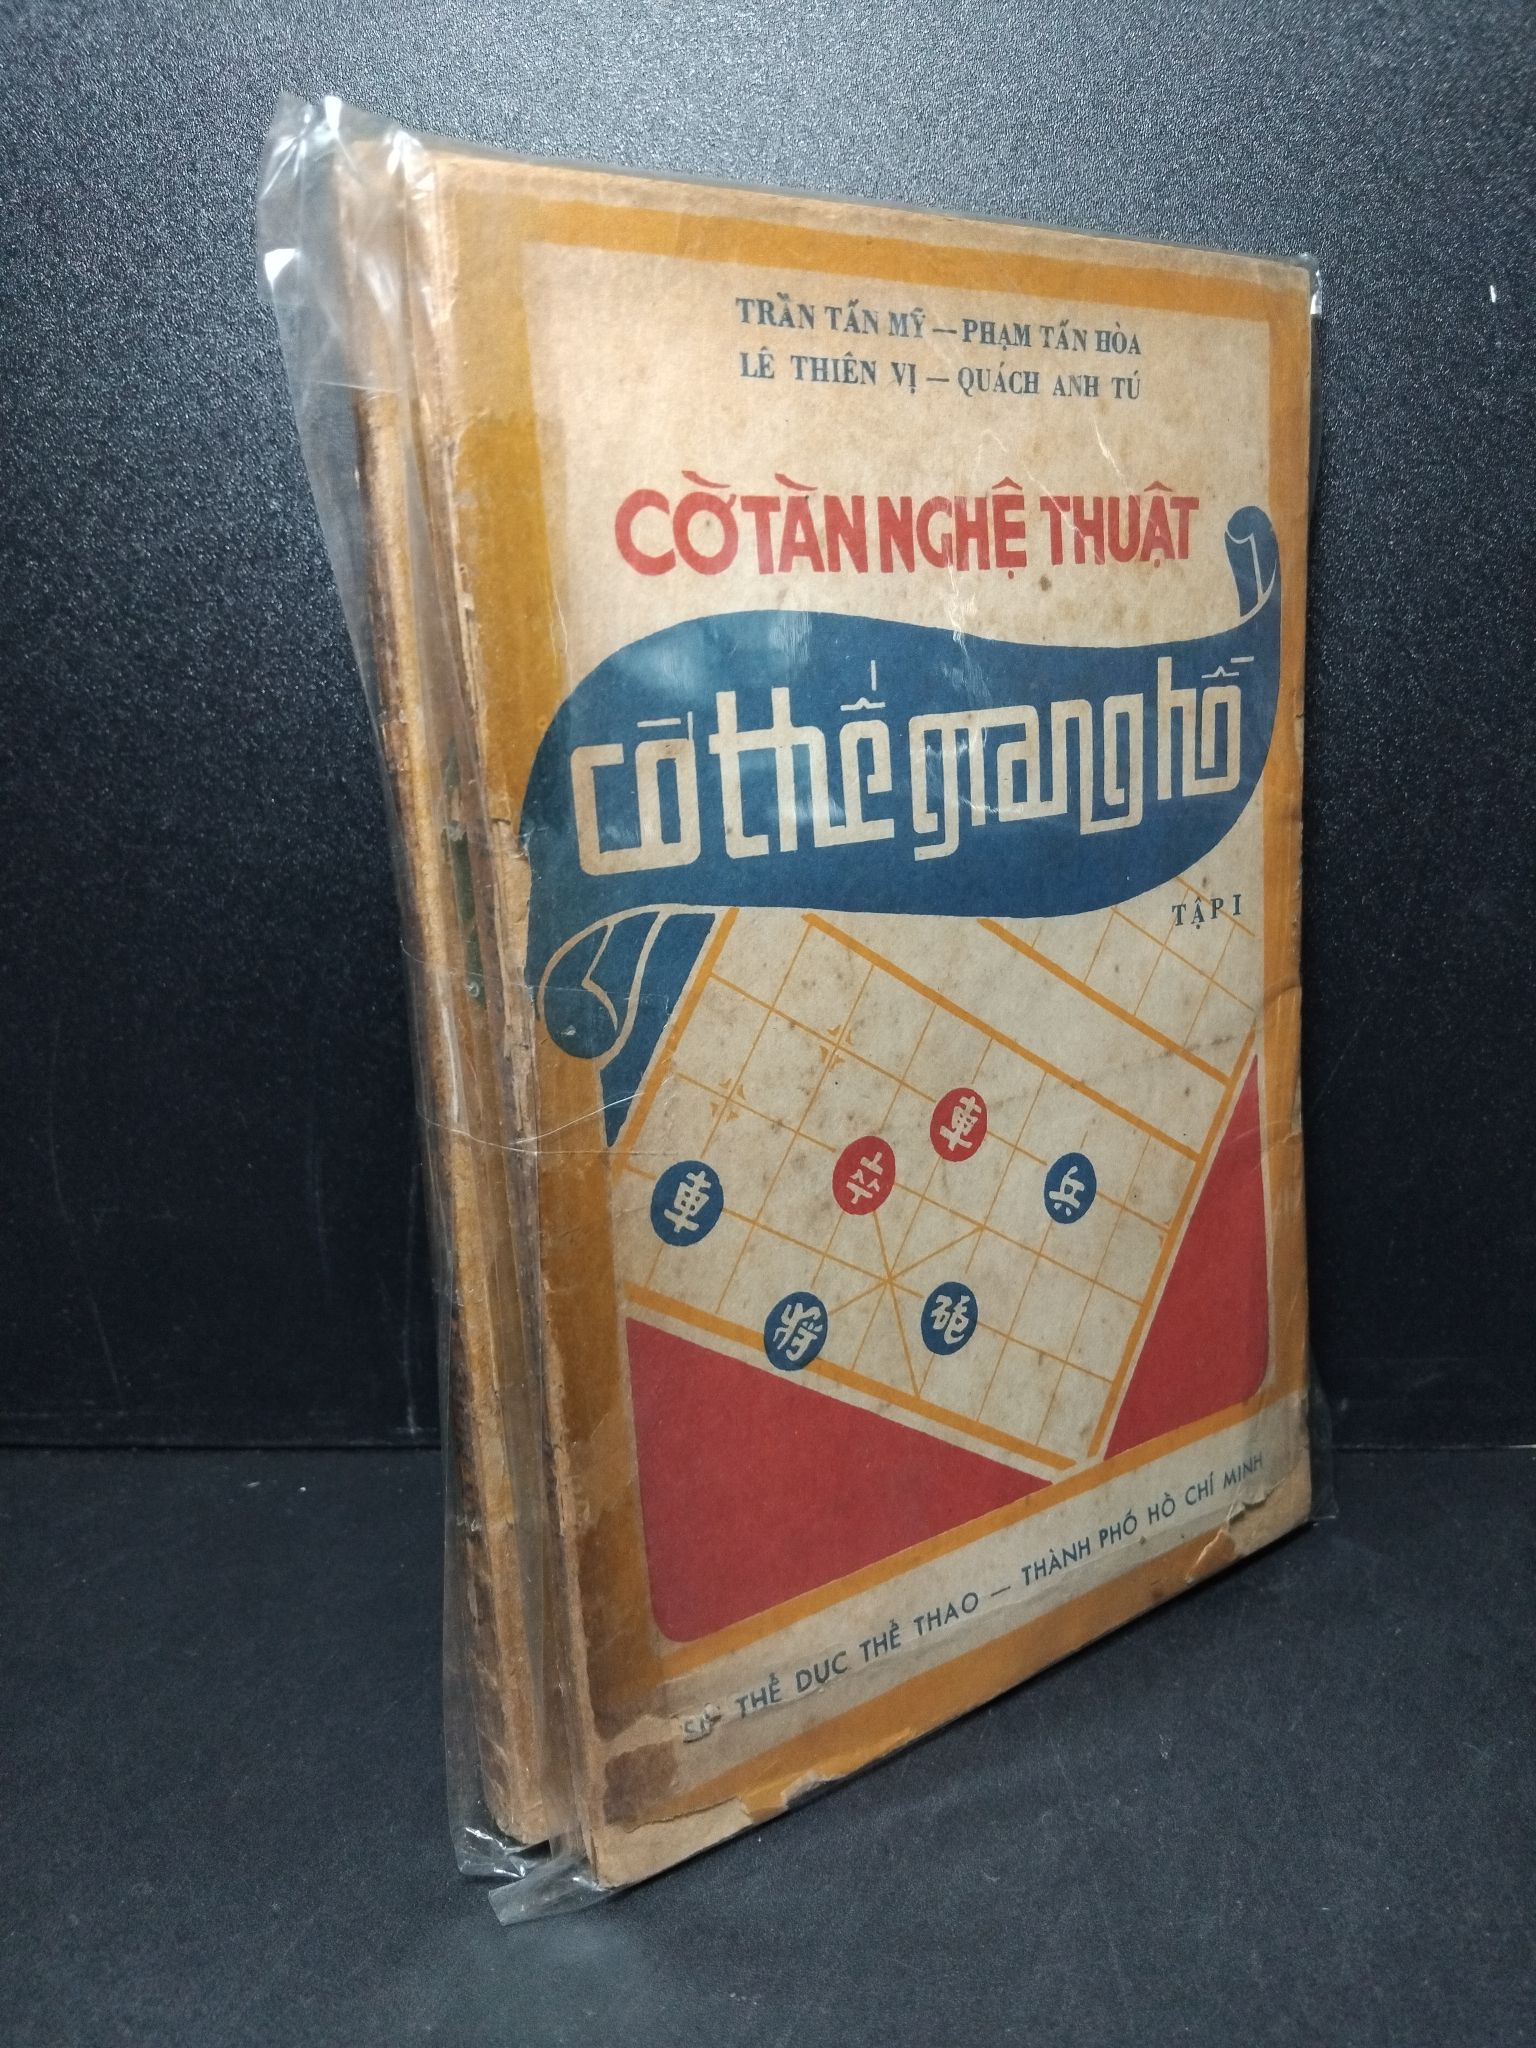 TRẦN TẤN MỸ — PHẠM TẤN HÒA
LÊ THIÊN VỊ — QUÁCH ANH TÚ
CỜ TÀN NGHỆ THUẬT
cờ thế giang hồ
TẬP I
車
兵
車
將
砲
SỞ THỂ DỤC THỂ THAO — THÀNH PHỐ HỒ CHÍ MINH